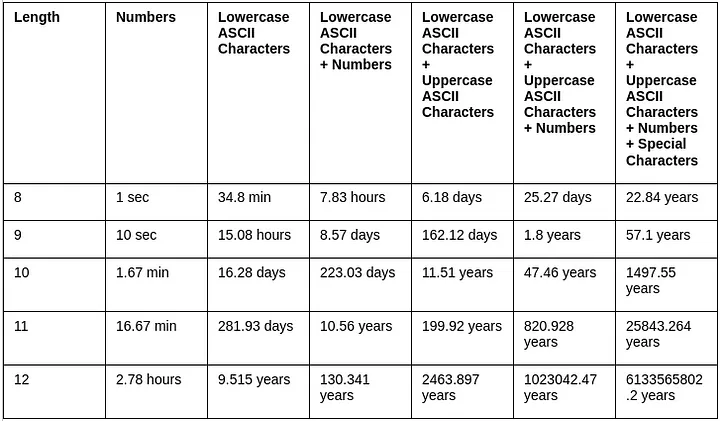 Length
Numbers
Lowercase
ASCII
Characters
Lowercase
ASCII
Characters
+ Numbers
Lowercase
ASCII
Characters
+
Uppercase
ASCII
Characters
Lowercase
ASCII
Characters
+
Uppercase
ASCII
Characters
+ Numbers
Lowercase
ASCII
Characters
+
Uppercase
ASCII
Characters
+ Numbers
+ Special
Characters
8
1 sec
34.8 min
7.83 hours
6.18 days
25.27 days
22.84 years
9
10 sec
15.08 hours
8.57 days
162.12 days
1.8 years
57.1 years
10
1.67 min
16.28 days
223.03 days
11.51 years
47.46 years
1497.55
years
11
16.67 min
281.93 days
10.56 years
199.92 years
820.928
years
25843.264
years
12
2.78 hours
9.515 years
130.341
years
2463.897
years
1023042.47
years
6133565802
.2 years